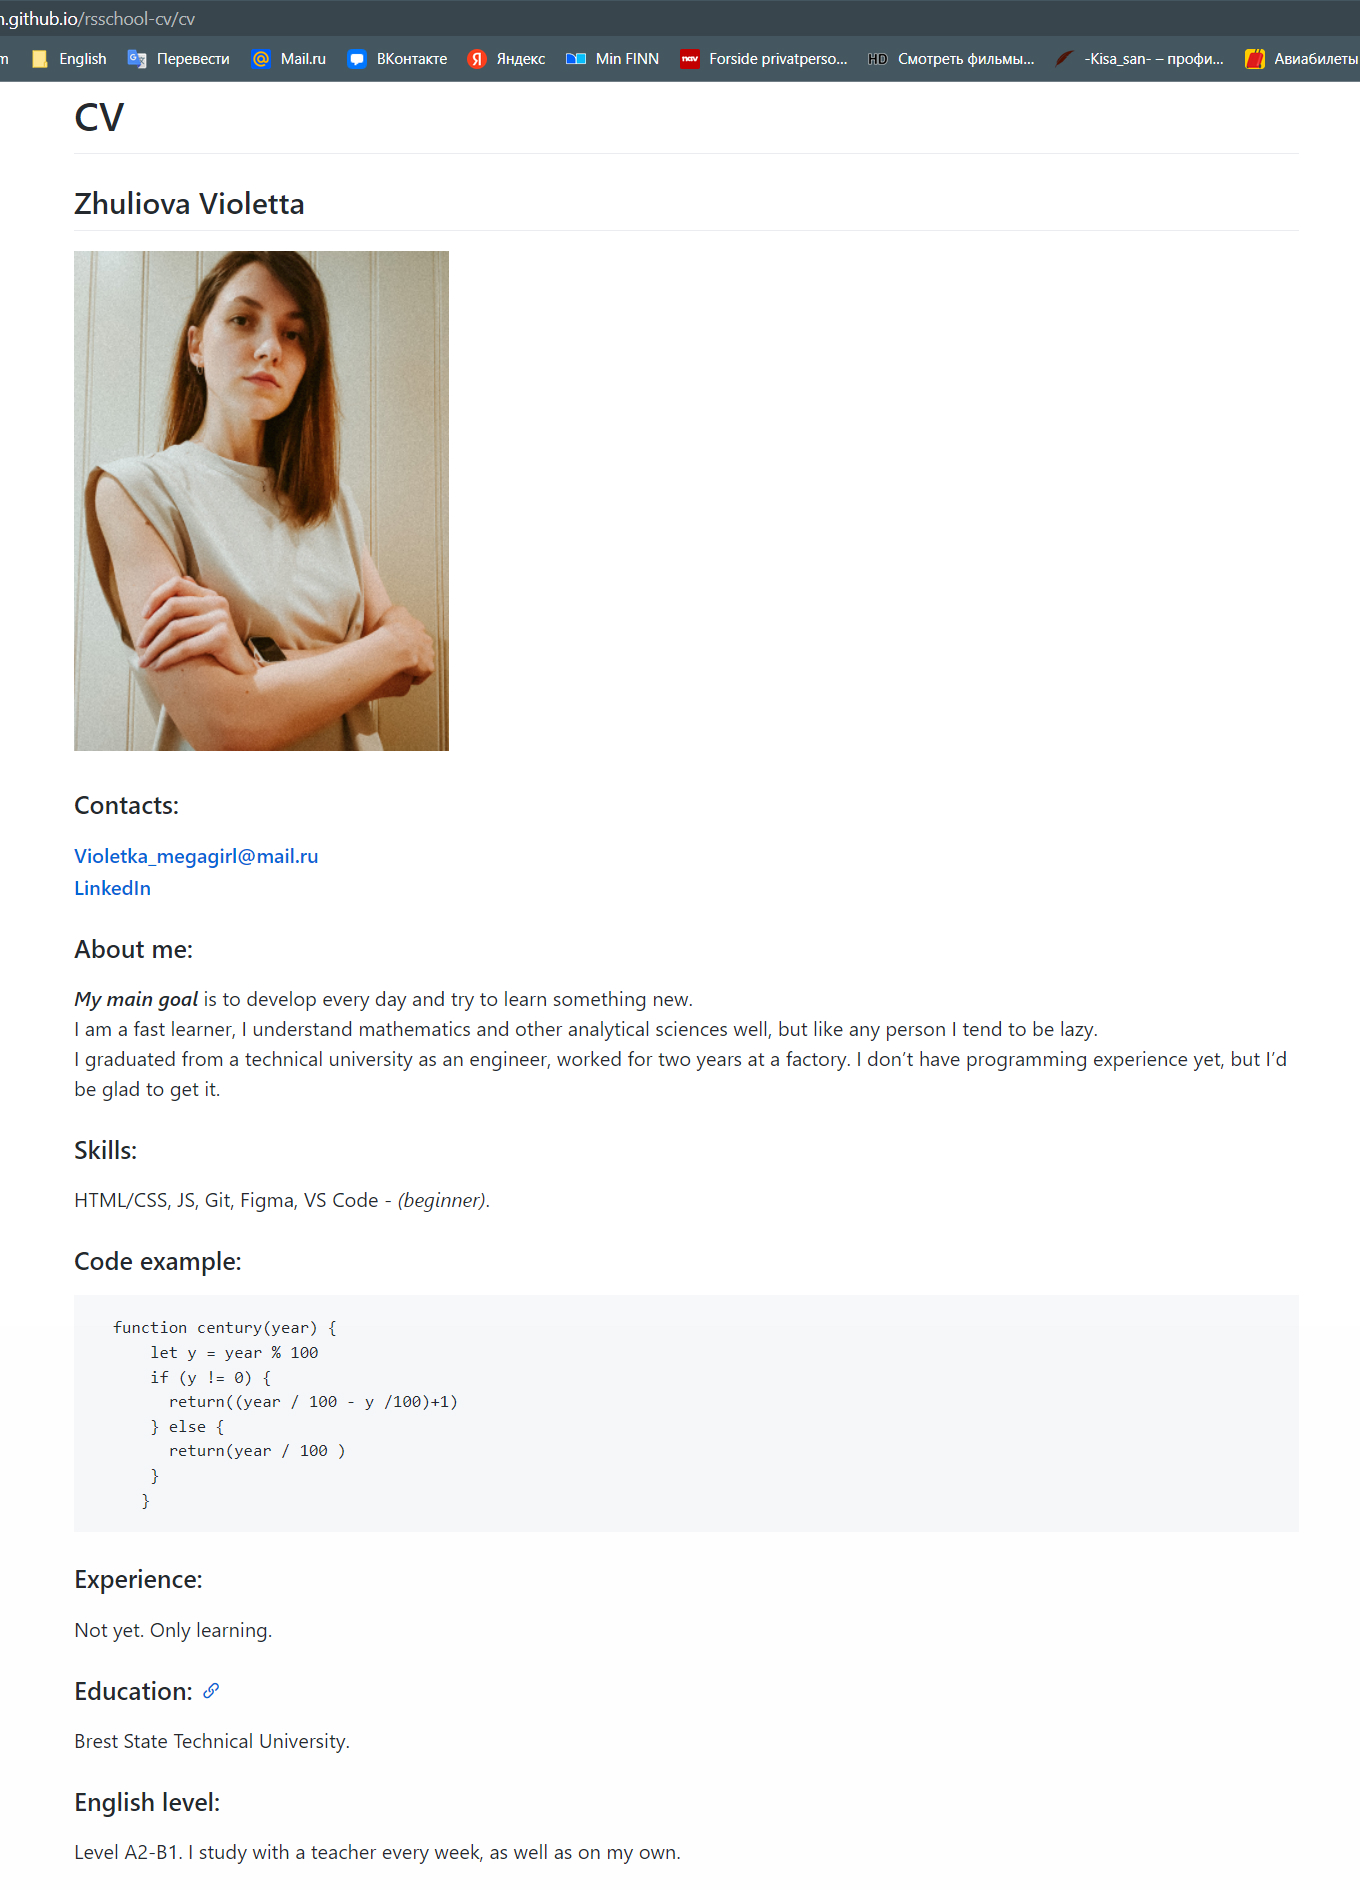 n.github.io/rsschool-cv/cv
m English Перевести Mail.ru ВКонтакте Яндекс Min FINN Forside privatperso... HD Смотреть фильмы... -Kisa_san- – профи... Авиабилеты
CV
Zhuliova Violetta
Contacts:
Violetka_megagirl@mail.ru
LinkedIn
About me:
My main goal is to develop every day and try to learn something new.
I am a fast learner, I understand mathematics and other analytical sciences well, but like any person I tend to be lazy.
I graduated from a technical university as an engineer, worked for two years at a factory. I don’t have programming experience yet, but I’d
be glad to get it.
Skills:
HTML/CSS, JS, Git, Figma, VS Code - (beginner).
Code example:
function century(year) {
let y = year % 100
if (y != 0) {
return((year / 100 - y /100)+1)
} else {
return(year / 100 )
}
}
Experience:
Not yet. Only learning.
Education:
Brest State Technical University.
English level:
Level A2-B1. I study with a teacher every week, as well as on my own.